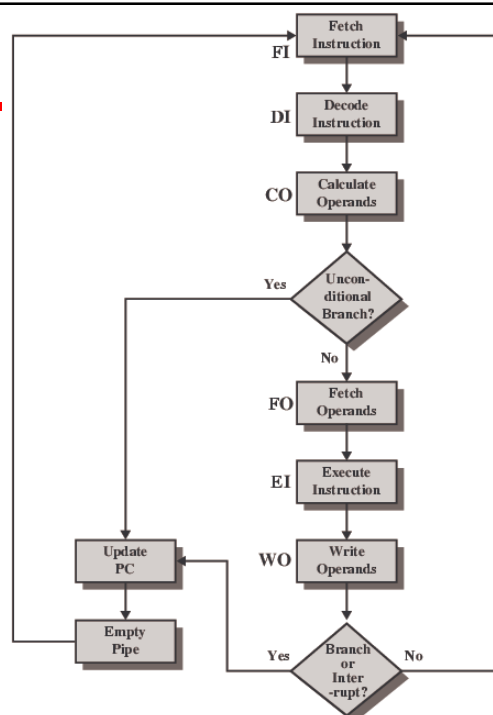 Fetch
Instruction
FI
Decode
Instruction
DI
Calculate
Operands
CO
Yes
Uncon-
ditional
Branch?
No
Fetch
Operands
FO
Execute
Instruction
EI
Write
Operands
WO
Update
PC
Empty
Pipe
Yes
Branch
or
Inter
-rupt?
No